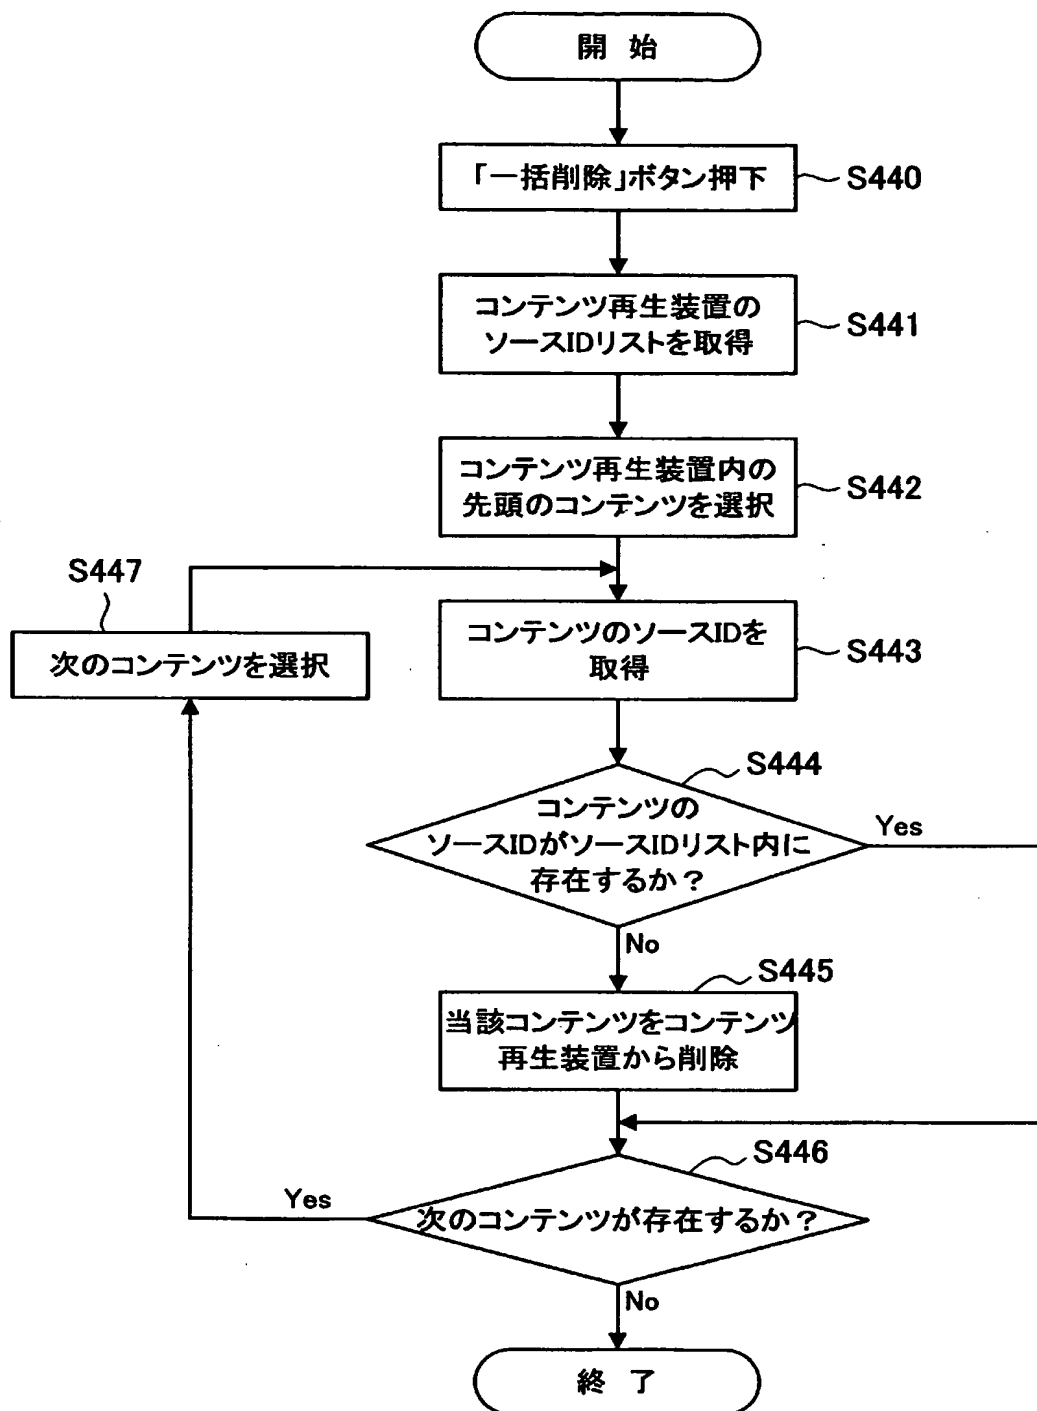 開 始
「一括削除」ボタン押下
S440
コンテンツ再生装置の
ソースIDリストを取得
S441
コンテンツ再生装置内の
先頭のコンテンツを選択
S442
S447
次のコンテンツを選択
コンテンツのソースIDを
取得
S443
S444
コンテンツの
ソースIDがソースIDリスト内に
存在するか？
Yes
No
S445
当該コンテンツをコンテンツ
再生装置から削除
S446
次のコンテンツが存在するか？
Yes
No
終 了